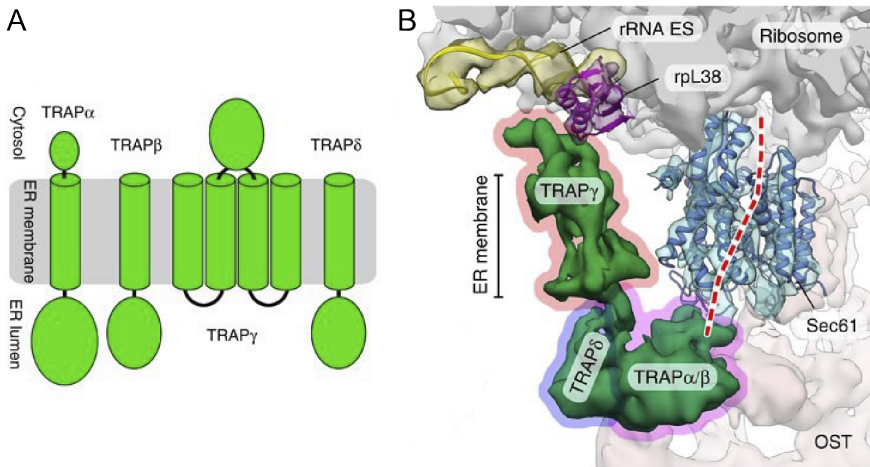 A
Cytosol
ER membrane
ER lumen
TRAPα
TRAPβ
TRAPδ
TRAPγ
B
rRNA ES
Ribosome
rpL38
TRAPγ
ER membrane
Sec61
TRAPδ
TRAPα/β
OST